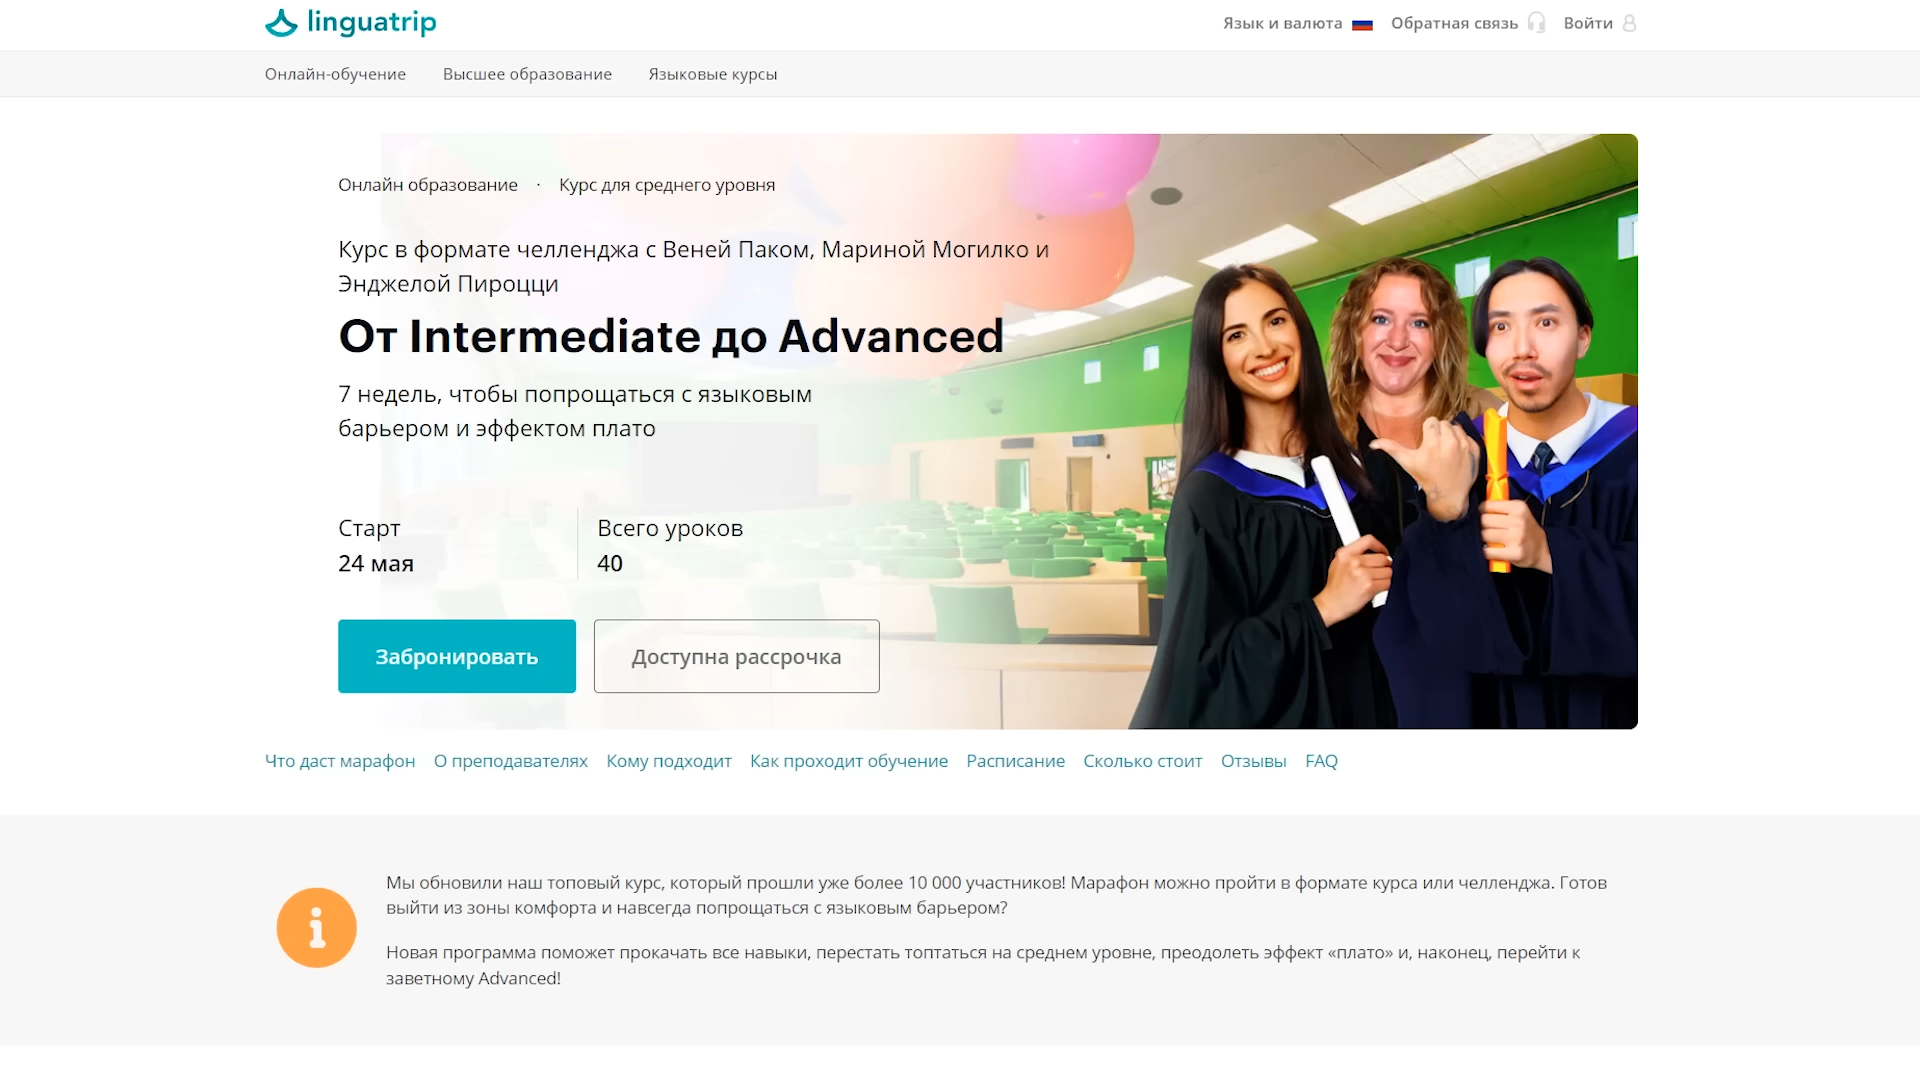 linguatrip
Язык и валюта
Обратная связь
Войти
Онлайн-обучение
Высшее образование
Языковые курсы
Онлайн образование · Курс для среднего уровня
Курс в формате челленджа с Веней Паком, Мариной Могилко и
Энджелой Пироцци
От Intermediate до Advanced
7 недель, чтобы попрощаться с языковым
барьером и эффектом плато
Старт
24 мая
Всего уроков
40
Забронировать
Доступна рассрочка
Что даст марафон
О преподавателях
Кому подходит
Как проходит обучение
Расписание
Сколько стоит
Отзывы
FAQ
Мы обновили наш топовый курс, который прошли уже более 10 000 участников! Марафон можно пройти в формате курса или челленджа. Готов
выйти из зоны комфорта и навсегда попрощаться с языковым барьером?
Новая программа поможет прокачать все навыки, перестать топтаться на среднем уровне, преодолеть эффект «плато» и, наконец, перейти к
заветному Advanced!